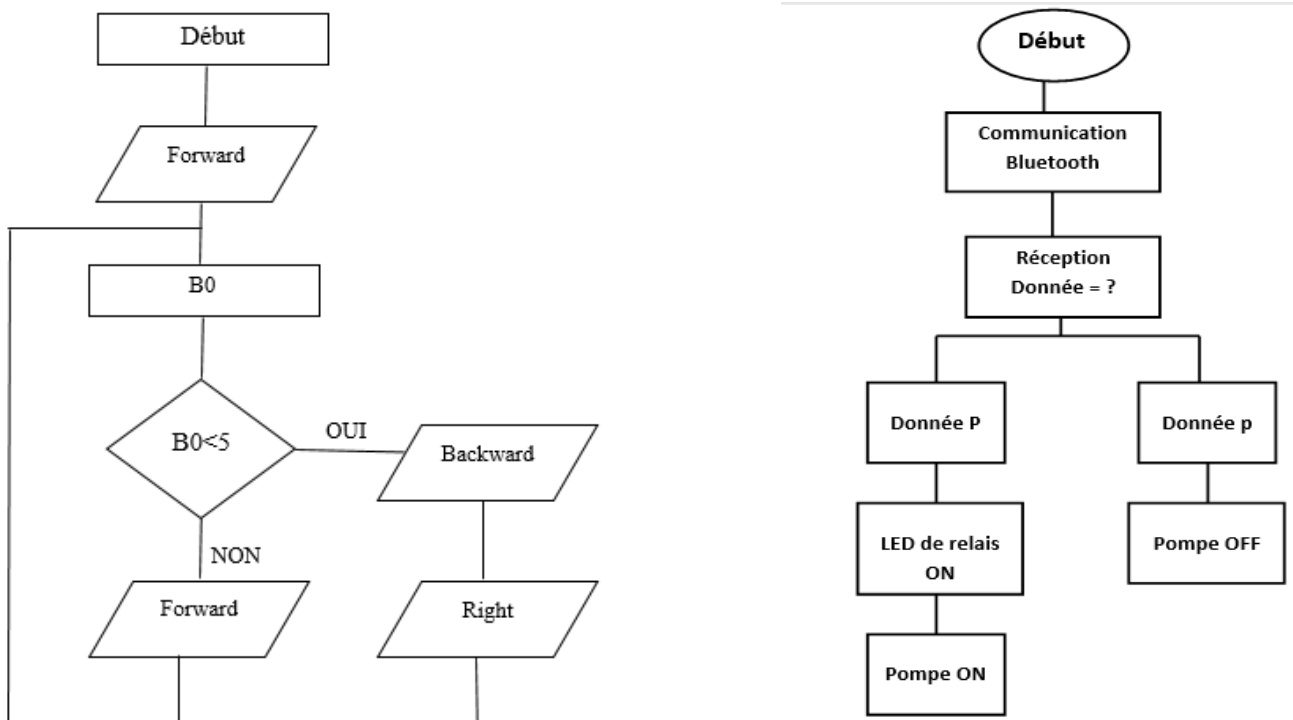 Début
Forward
B0
B0<5
OUI
Backward
NON
Forward
Right
Début
Communication
Bluetooth
Réception
Donnée = ?
Donnée P
Donnée p
LED de relais
ON
Pompe OFF
Pompe ON